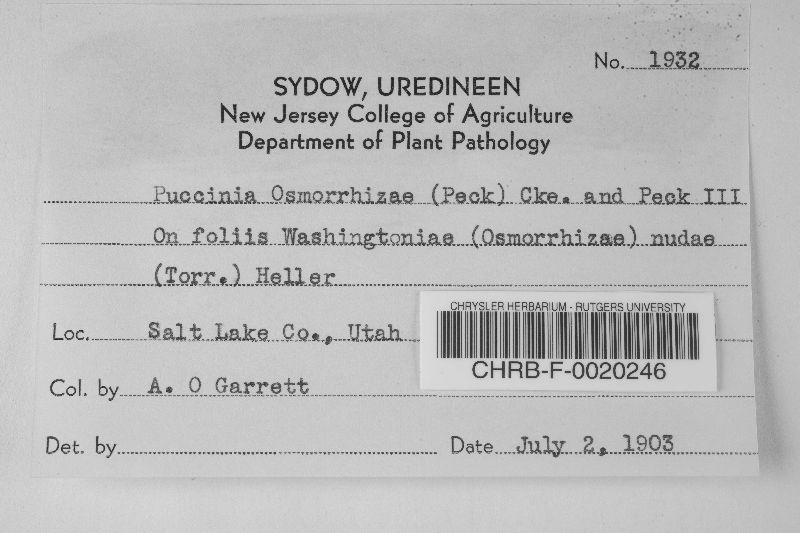 No. 1932
SYDOW, UREDINEEN
New Jersey College of Agriculture
Department of Plant Pathology
Puccinia Osmorrhizae (Peck) Cke. and Peck III
On foliis Washingtoniae (Osmorrhizae) nudae
(Torr.) Heller
CHRYSLER HERBARIUM - RUTGERS UNIVERSITY
Loc. Salt Lake Co., Utah
CHRB-F-0020246
Col. by A. O Garrett
Det. by Date July 2, 1903